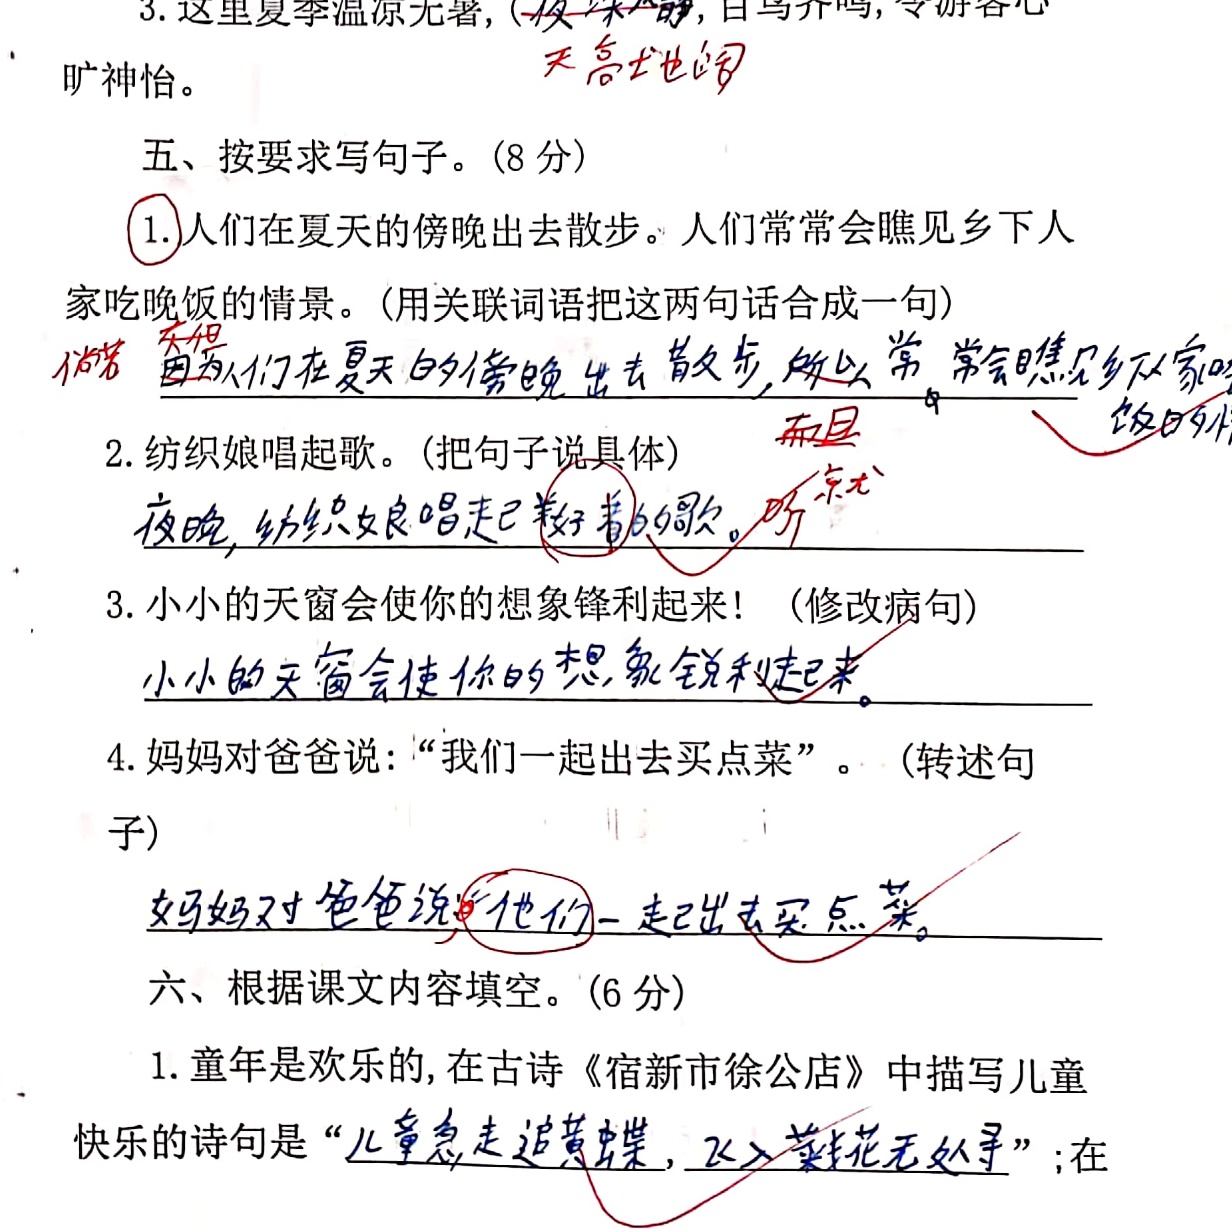 3.这里夏季温凉无暑,(夜深人静,百鸟齐鸣,令游客心
天高地阔
旷神怡。
五、按要求写句子。(8分)
1.人们在夏天的傍晚出去散步。人们常常会瞧见乡下人
家吃晚饭的情景。(用关联词语把这两句话合成一句)
倘若 因为人们在夏天的傍晚出去散步,所以常常会瞧见乡下人家吃
而且 饭的情
2.纺织娘唱起歌。(把句子说具体)
就
夜晚,纺织娘唱起的歌。听
3.小小的天窗会使你的想象锋利起来! (修改病句)
小小的天窗会使你的想象锐利起来。
4.妈妈对爸爸说:“我们一起出去买点菜”。 (转述句
子)
妈妈对爸爸说,他们一起出去买点菜。
六、根据课文内容填空。(6分)
1.童年是欢乐的,在古诗《宿新市徐公店》中描写儿童
快乐的诗句是“儿童急走追黄蝶,飞入菜花无处寻”;在